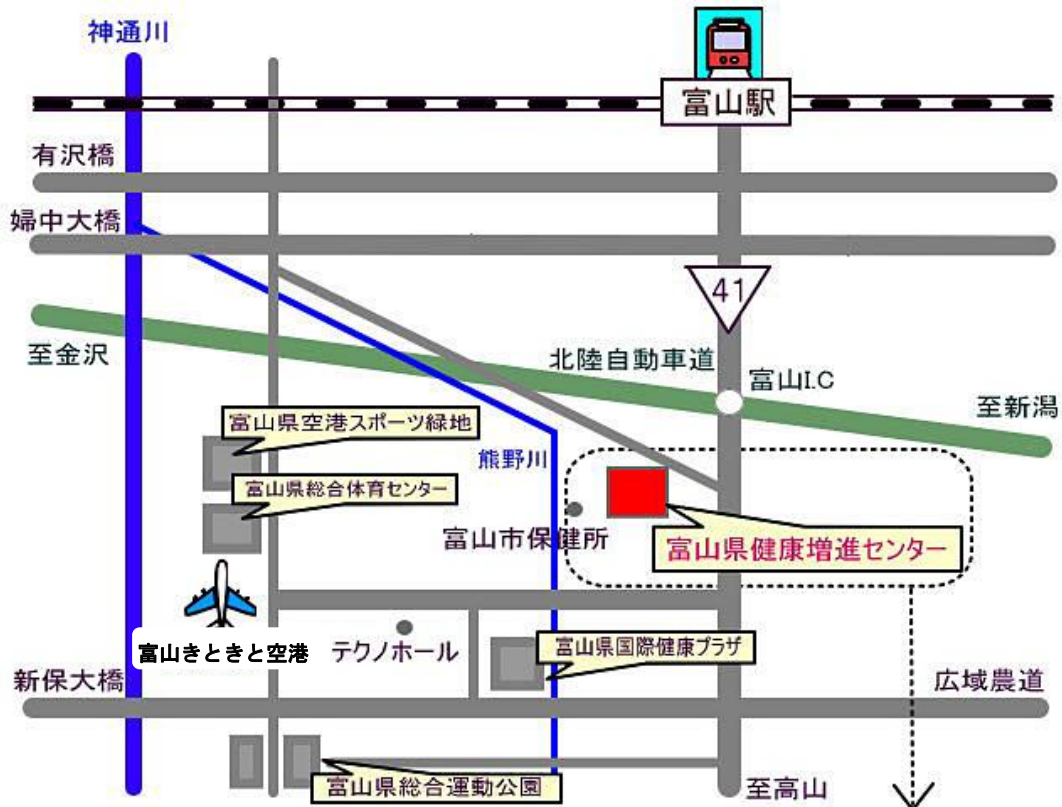 神通川
富山駅
有沢橋
婦中大橋
41
至金沢
北陸自動車道
富山I.C
至新潟
富山県空港スポーツ緑地
熊野川
富山県総合体育センター
富山市保健所
富山県健康増進センター
富山きときと空港
テクノホール
富山県国際健康プラザ
新保大橋
広域農道
富山県総合運動公園
至高山